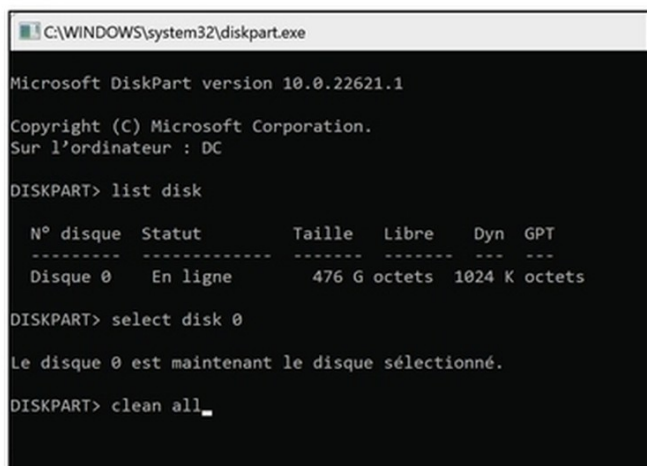 C:\WINDOWS\system32\diskpart.exe
Microsoft DiskPart version 10.0.22621.1
Copyright (C) Microsoft Corporation.
Sur l’ordinateur : DC
DISKPART> list disk
N° disque  Statut         Taille   Libre    Dyn  GPT
---------  -------------  -------  -------  ---  ---
Disque 0    En ligne        476 G octets  1024 K octets
DISKPART> select disk 0
Le disque 0 est maintenant le disque sélectionné.
DISKPART> clean all